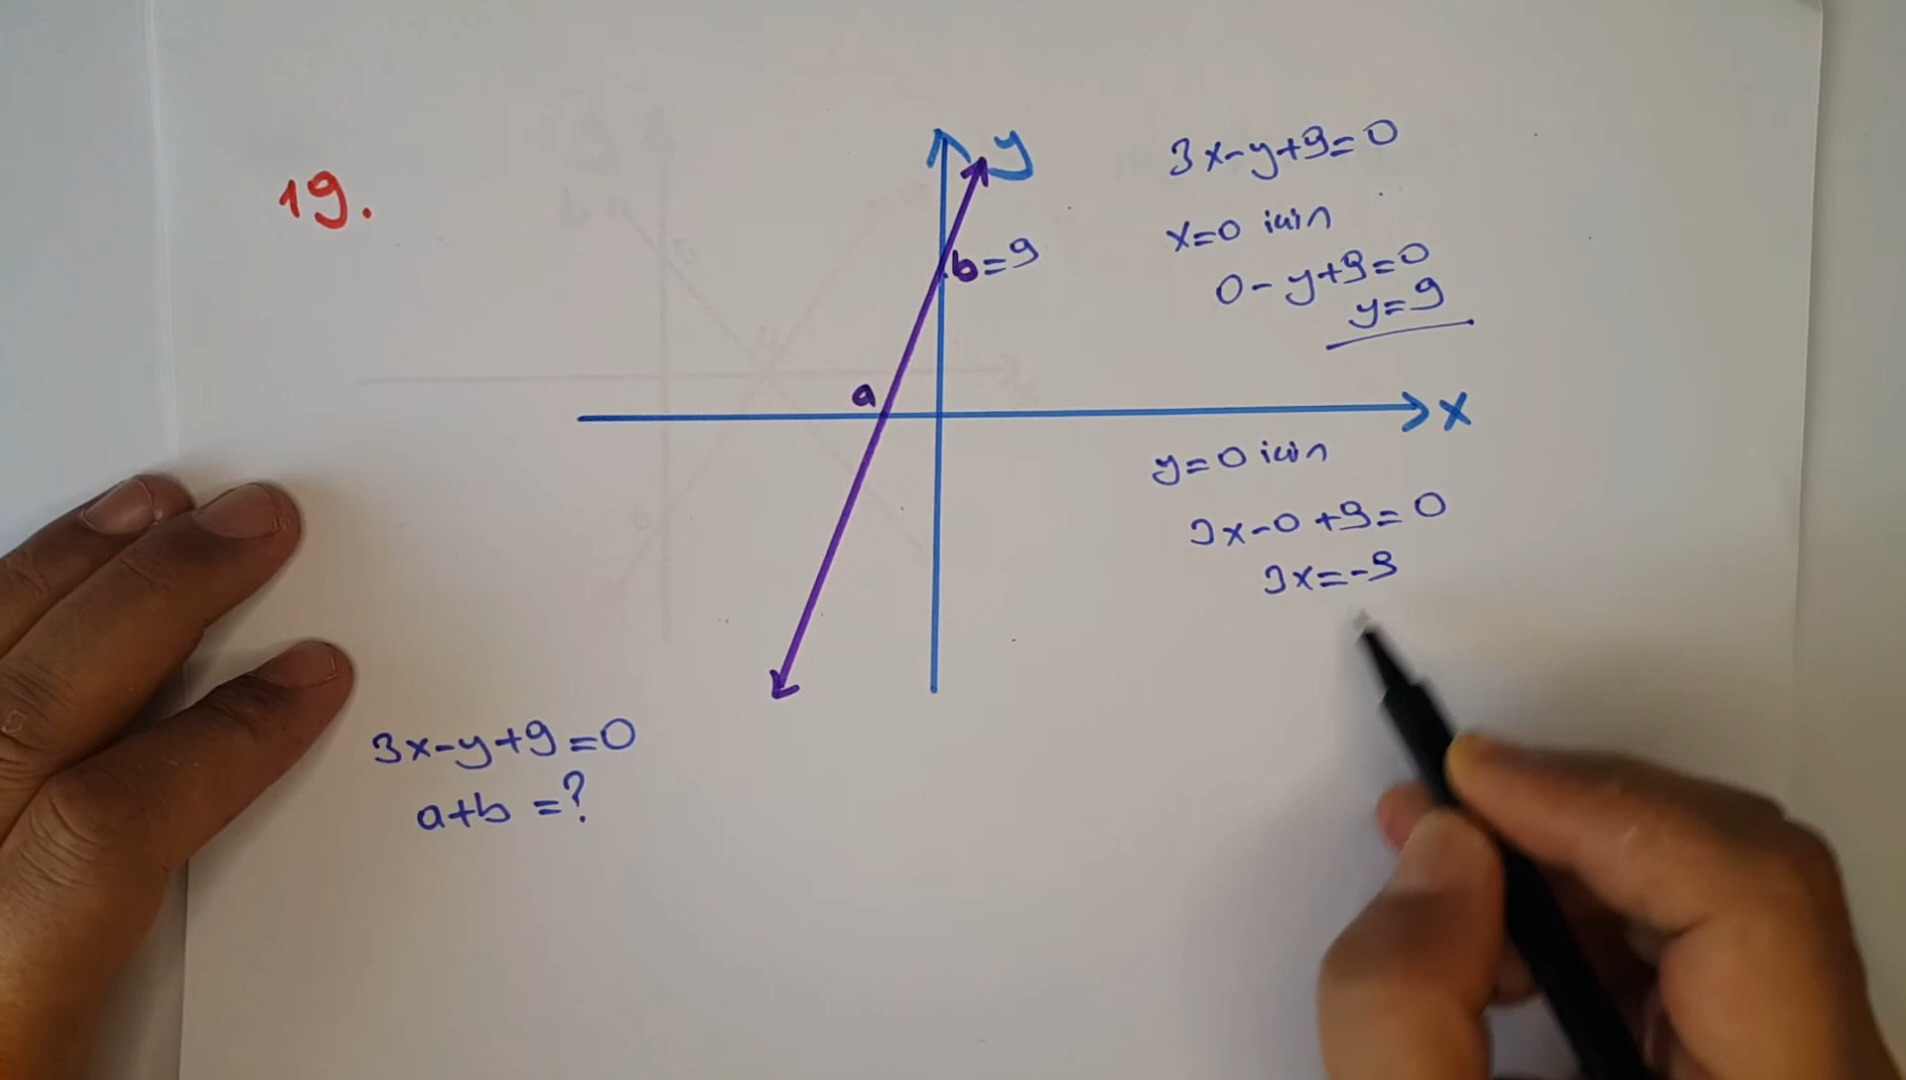 19.
y
b=9
a
x
3x-y+9=0
x=0 için
0-y+9=0
y=9
y=0 için
3x-0+9=0
3x=-9
3x-y+9=0
a+b=?